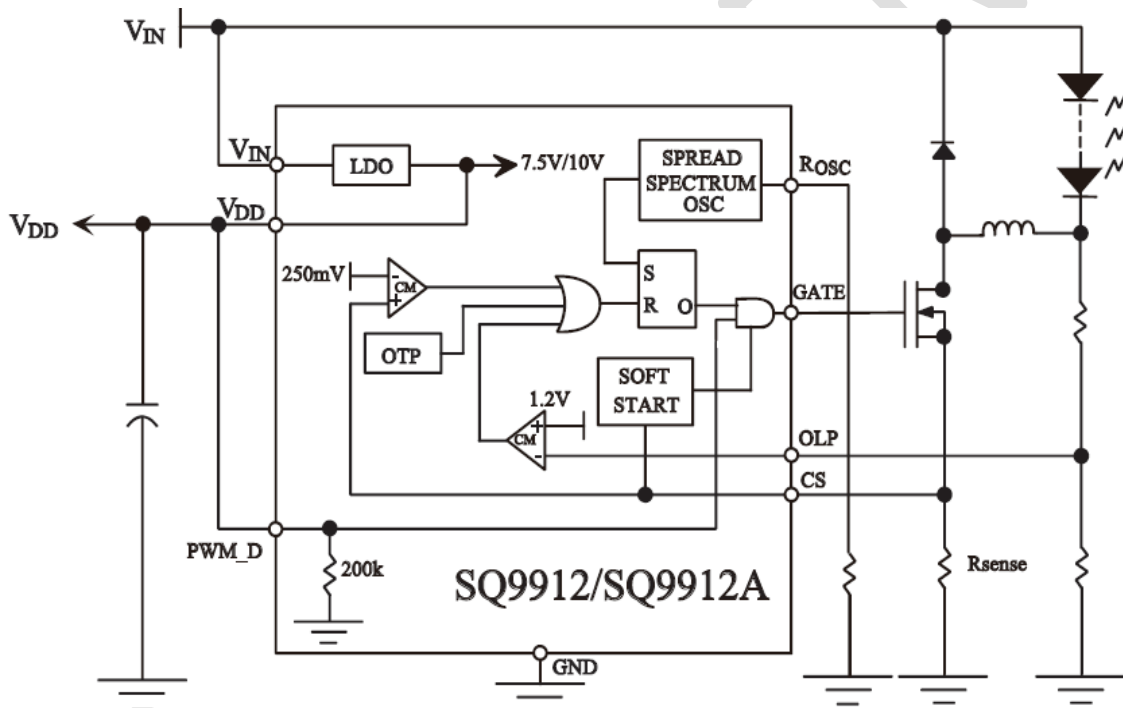 VIN
VIN
LDO
7.5V/10V
SPREAD
SPECTRUM
OSC
ROSC
VDD
VDD
250mV
CM
S
R
O
GATE
OTP
SOFT
START
1.2V
CM
OLP
CS
PWM_D
200k
Rsense
SQ9912/SQ9912A
GND